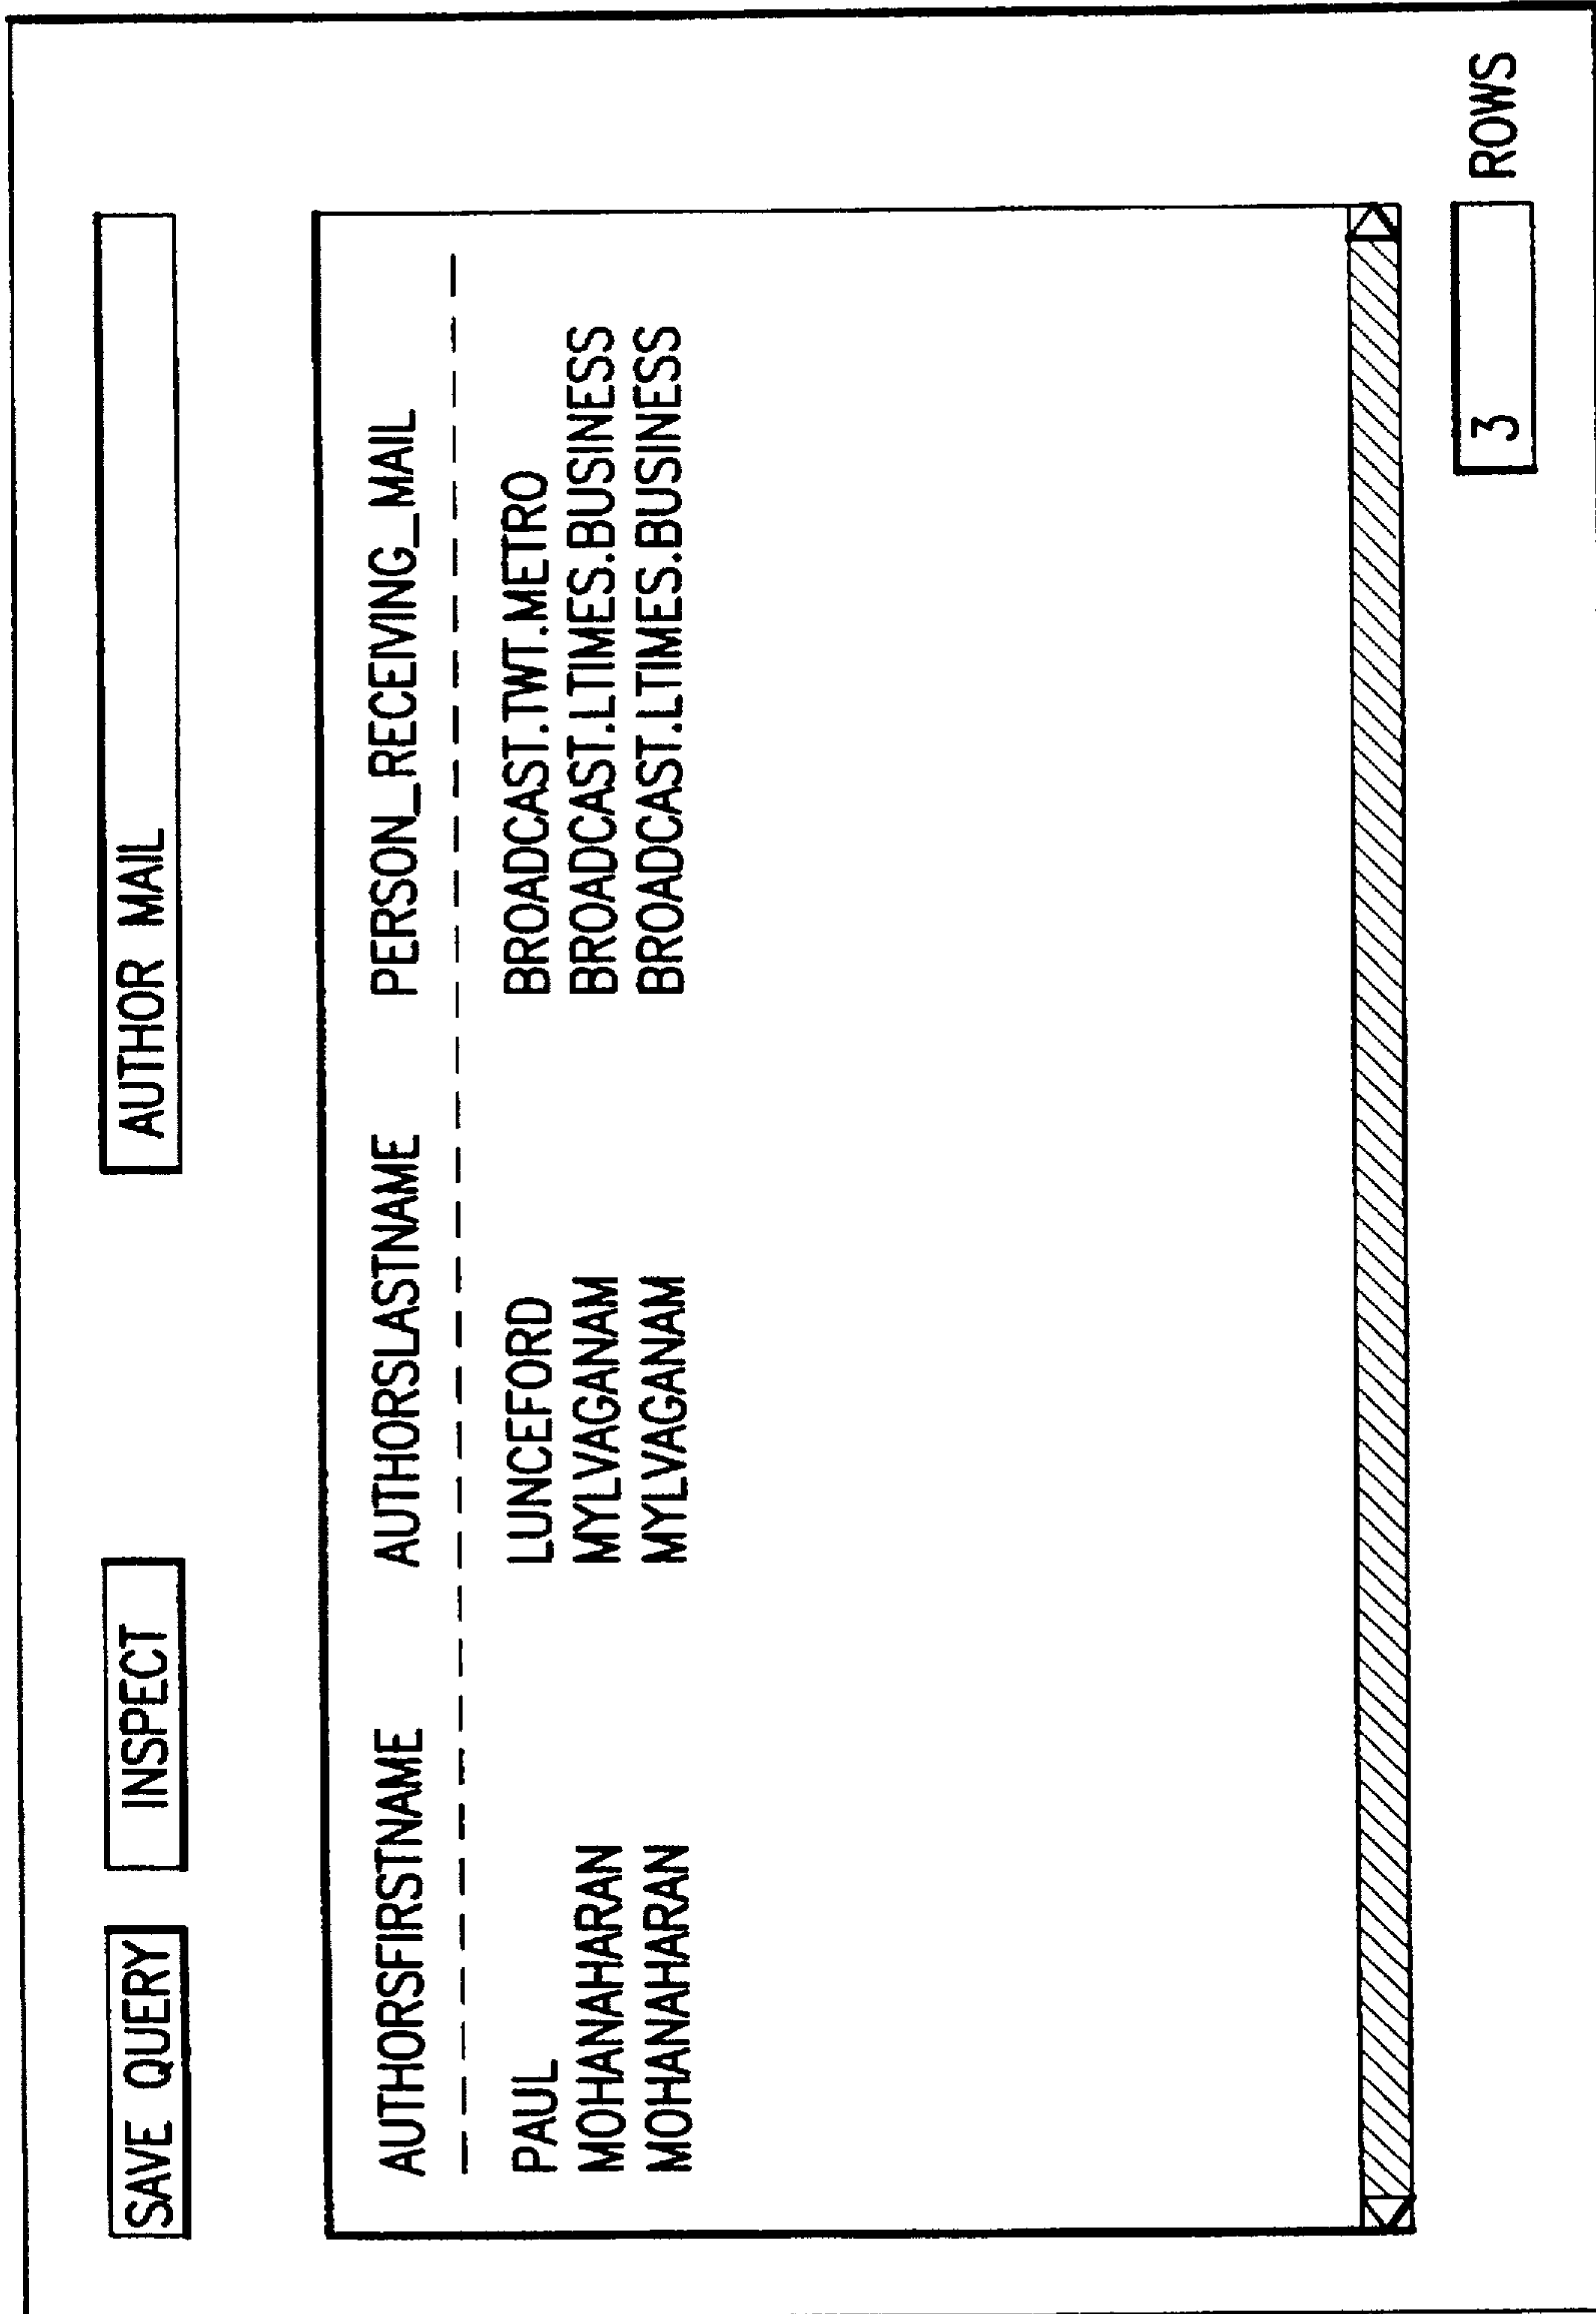 SAVE QUERY INSPECT AUTHOR MAIL
AUTHORSFIRSTNAME AUTHORSLASTNAME PERSON_RECEIVING_MAIL
PAUL LUNCEFORD BROADCAST.TWT.METRO
MOHANAHARAN MYLVAGANAM BROADCAST.LTIMES.BUSINESS
MOHANAHARAN MYLVAGANAM BROADCAST.LTIMES.BUSINESS
3 ROWS